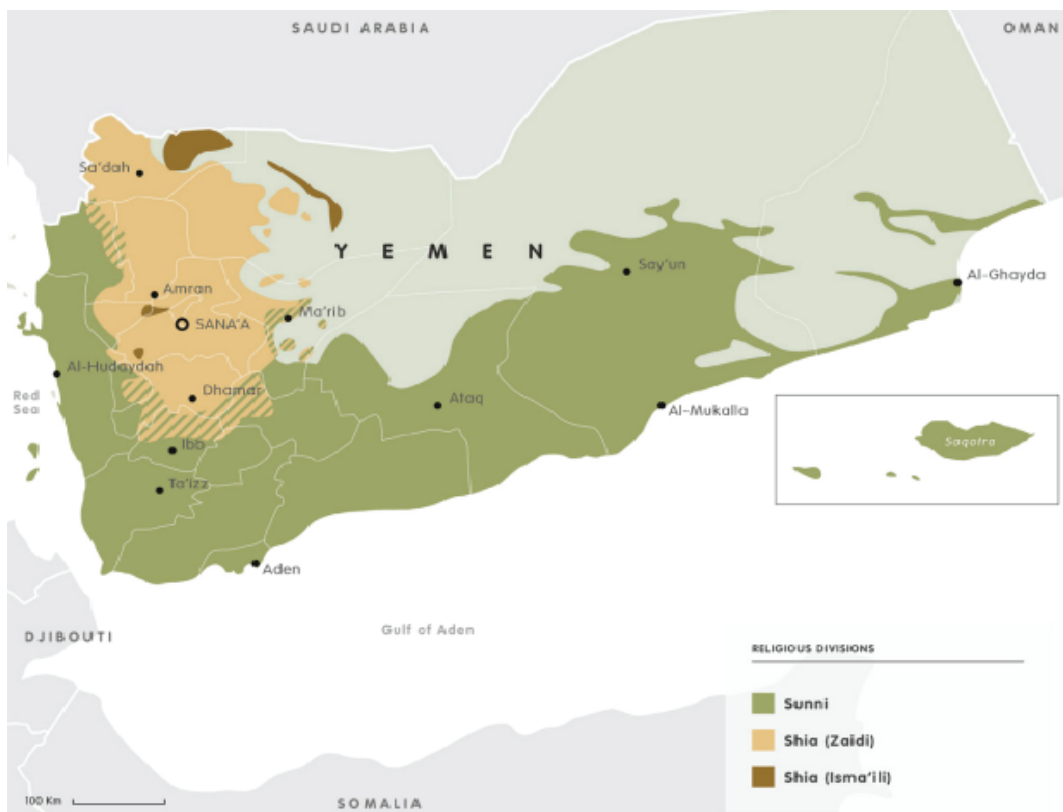 SAUDI ARABIA
OMAN
Sa'dah
YEMEN
Say'un
Al-Ghayda
Amran
Ma'rib
SANA'A
Al-Hudaydah
Red
Sea
Dhamar
Ataq
Al-Mukalla
Ibb
Soqotra
Ta'izz
Aden
Gulf of Aden
DJIBOUTI
RELIGIOUS DIVISIONS
Sunni
Shia (Zaidi)
Shia (Isma'ili)
100 Km
SOMALIA